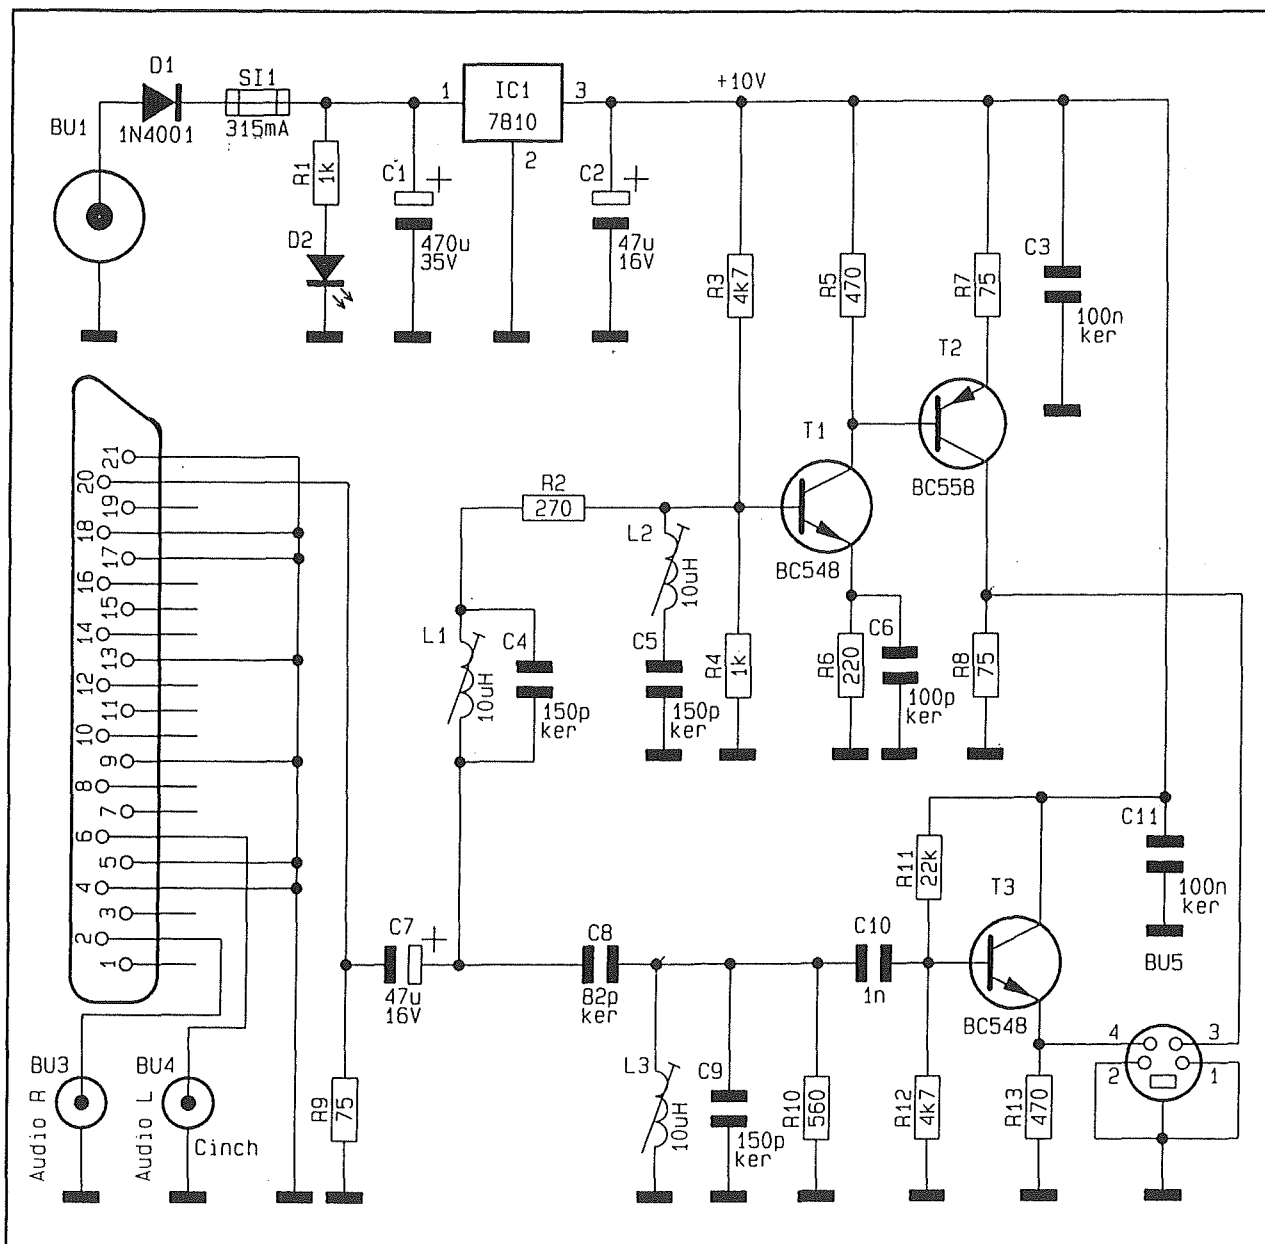 D1
SI1
1N4001
315mA
BU1
1
IC1
7810
3
2
+10V
R1
1k
D2
C1
+
470u
35V
C2
+
47u
16V
R3
4k7
R5
470
R7
75
C3
100n
ker
T2
BC558
T1
BC548
R2
270
L2
10uH
L1
10uH
C4
150p
ker
C5
150p
ker
R4
1k
R6
220
C6
100p
ker
R8
75
21
20
19
18
17
16
15
14
13
12
11
10
9
8
7
6
5
4
3
2
1
C7
+
47u
16V
C8
82p
ker
C10
1n
R11
22k
T3
BC548
C11
100n
ker
BU5
4
3
2
1
BU3
Audio R
BU4
Audio L
Cinch
R9
75
L3
10uH
C9
150p
ker
R10
560
R12
4k7
R13
470